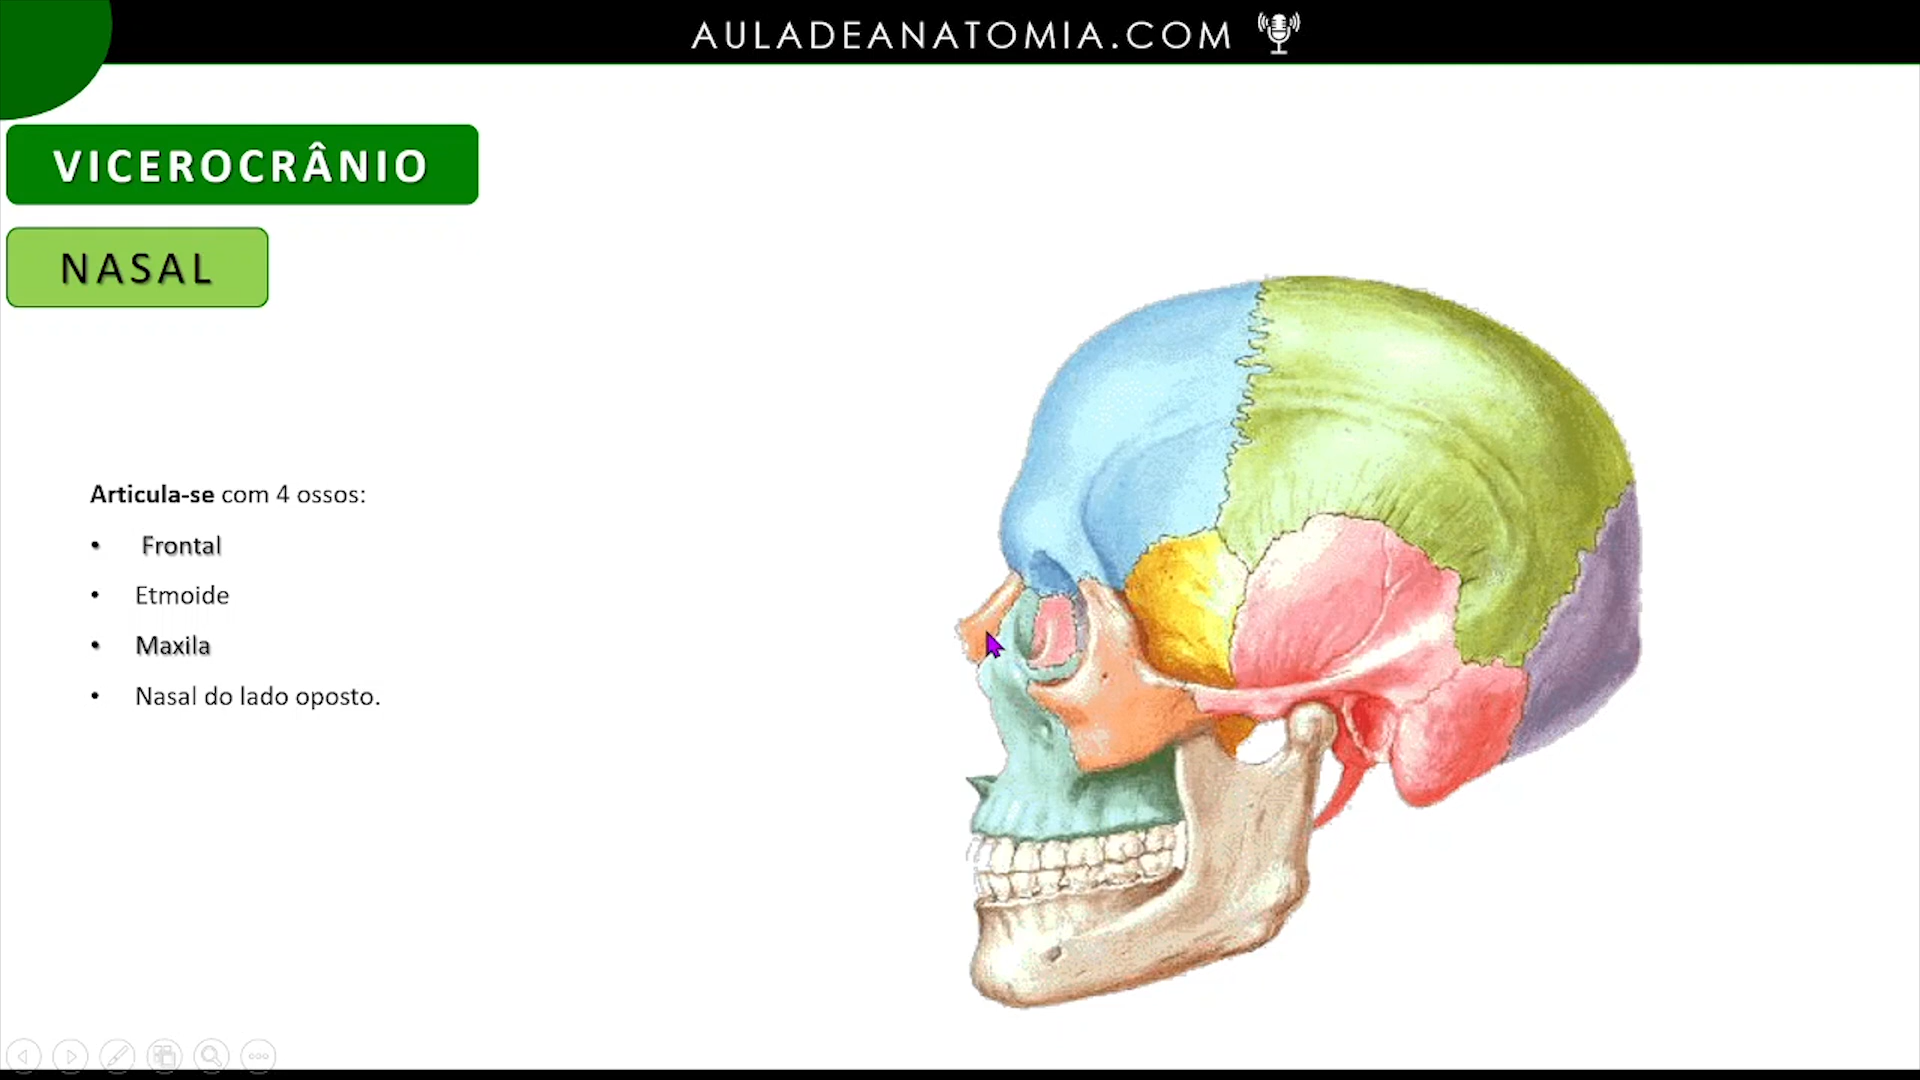 AULADEANATOMIA.COM
VICEROCRÂNIO
NASAL
Articula-se com 4 ossos:
• Frontal
• Etmoide
• Maxila
• Nasal do lado oposto.